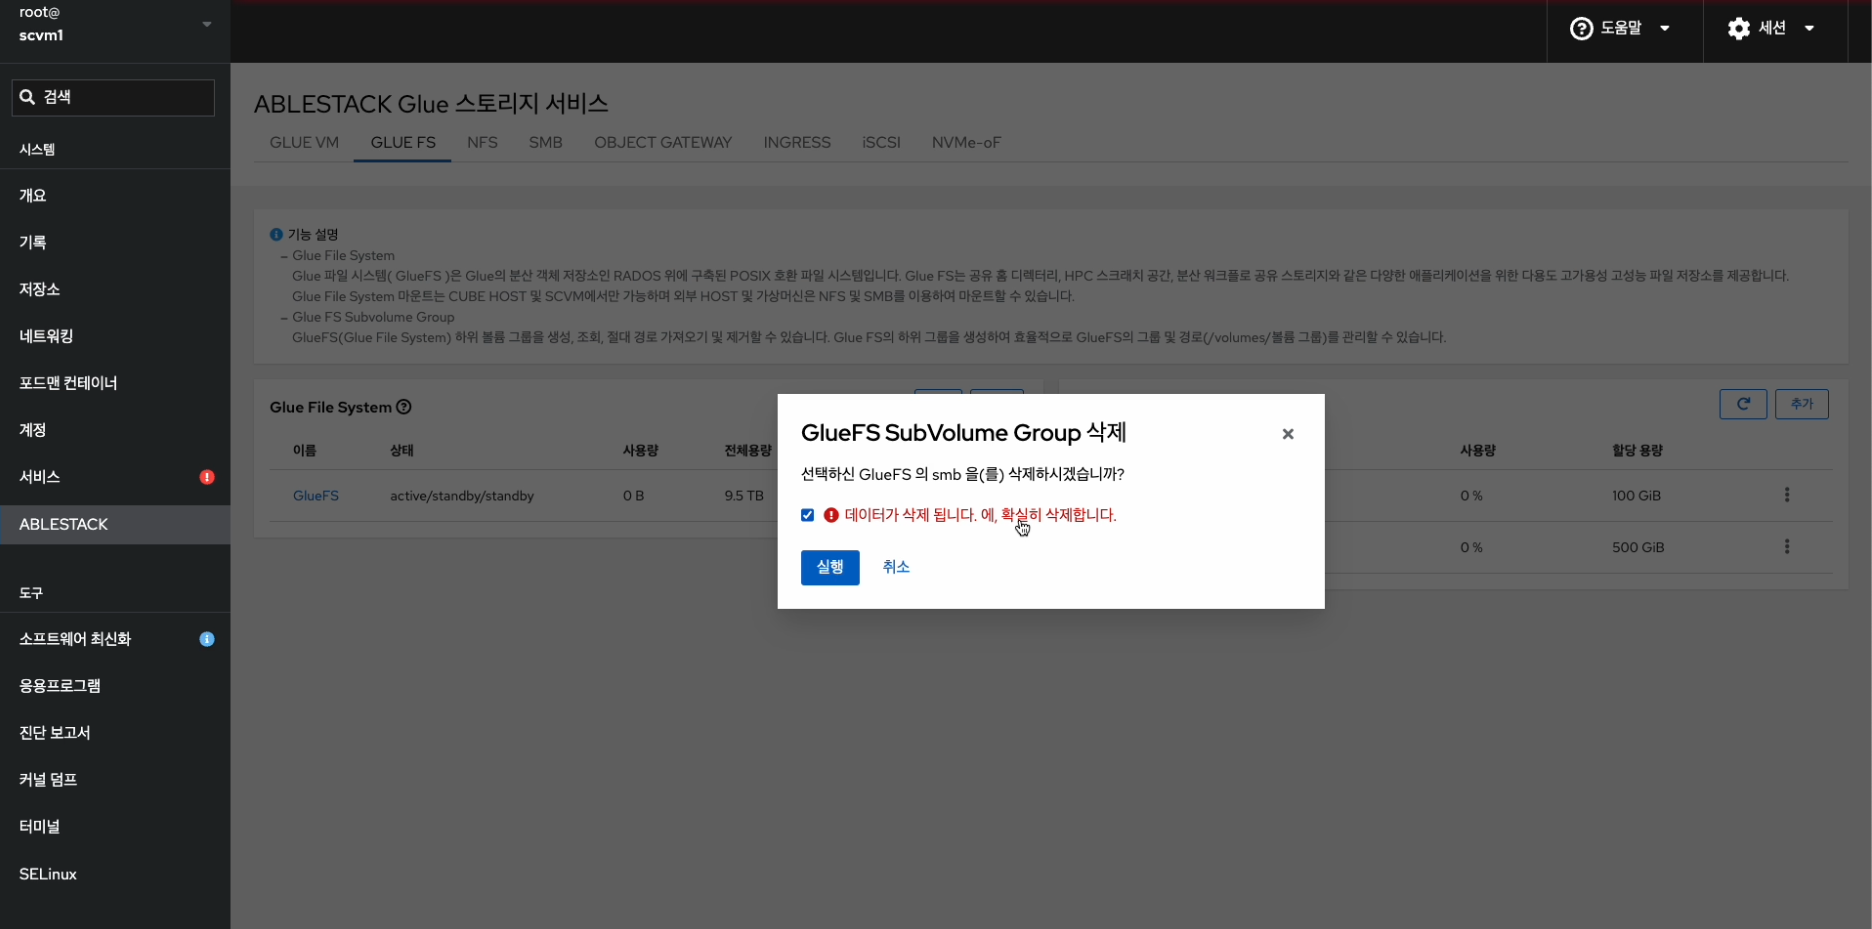 root@
scvm1
도움말
세션
검색
시스템
개요
기록
저장소
네트워킹
포드맨 컨테이너
계정
서비스
ABLESTACK
도구
소프트웨어 최신화
응용프로그램
진단 보고서
커널 덤프
터미널
SELinux
ABLESTACK Glue 스토리지 서비스
GLUE VM GLUE FS NFS SMB OBJECT GATEWAY INGRESS iSCSI NVMe-oF
기능 설명
– Glue File System
Glue 파일 시스템( GlueFS )은 Glue의 분산 객체 저장소인 RADOS 위에 구축된 POSIX 호환 파일 시스템입니다. Glue FS는 공유 홈 디렉터리, HPC 스크래치 공간, 분산 워크플로 공유 스토리지와 같은 다양한 애플리케이션을 위한 다용도 고가용성 고성능 파일 저장소를 제공합니다.
Glue File System 마운트는 CUBE HOST 및 SCVM에서만 가능하며 외부 HOST 및 가상머신은 NFS 및 SMB를 이용하여 마운트할 수 있습니다.
– Glue FS Subvolume Group
GlueFS(Glue File System) 하위 볼륨 그룹을 생성, 조회, 절대 경로 가져오기 및 제거할 수 있습니다. Glue FS의 하위 그룹을 생성하여 효율적으로 GlueFS의 그룹 및 경로(/volumes/볼륨 그룹)를 관리할 수 있습니다.
Glue File System
이름 상태 사용량 전체용량
GlueFS active/standby/standby 0 B 9.5 TB
추가
사용량 할당 용량
0 % 100 GiB
0 % 500 GiB
GlueFS SubVolume Group 삭제
선택하신 GlueFS 의 smb 을(를) 삭제하시겠습니까?
데이터가 삭제 됩니다. 에, 확실히 삭제합니다.
실행 취소